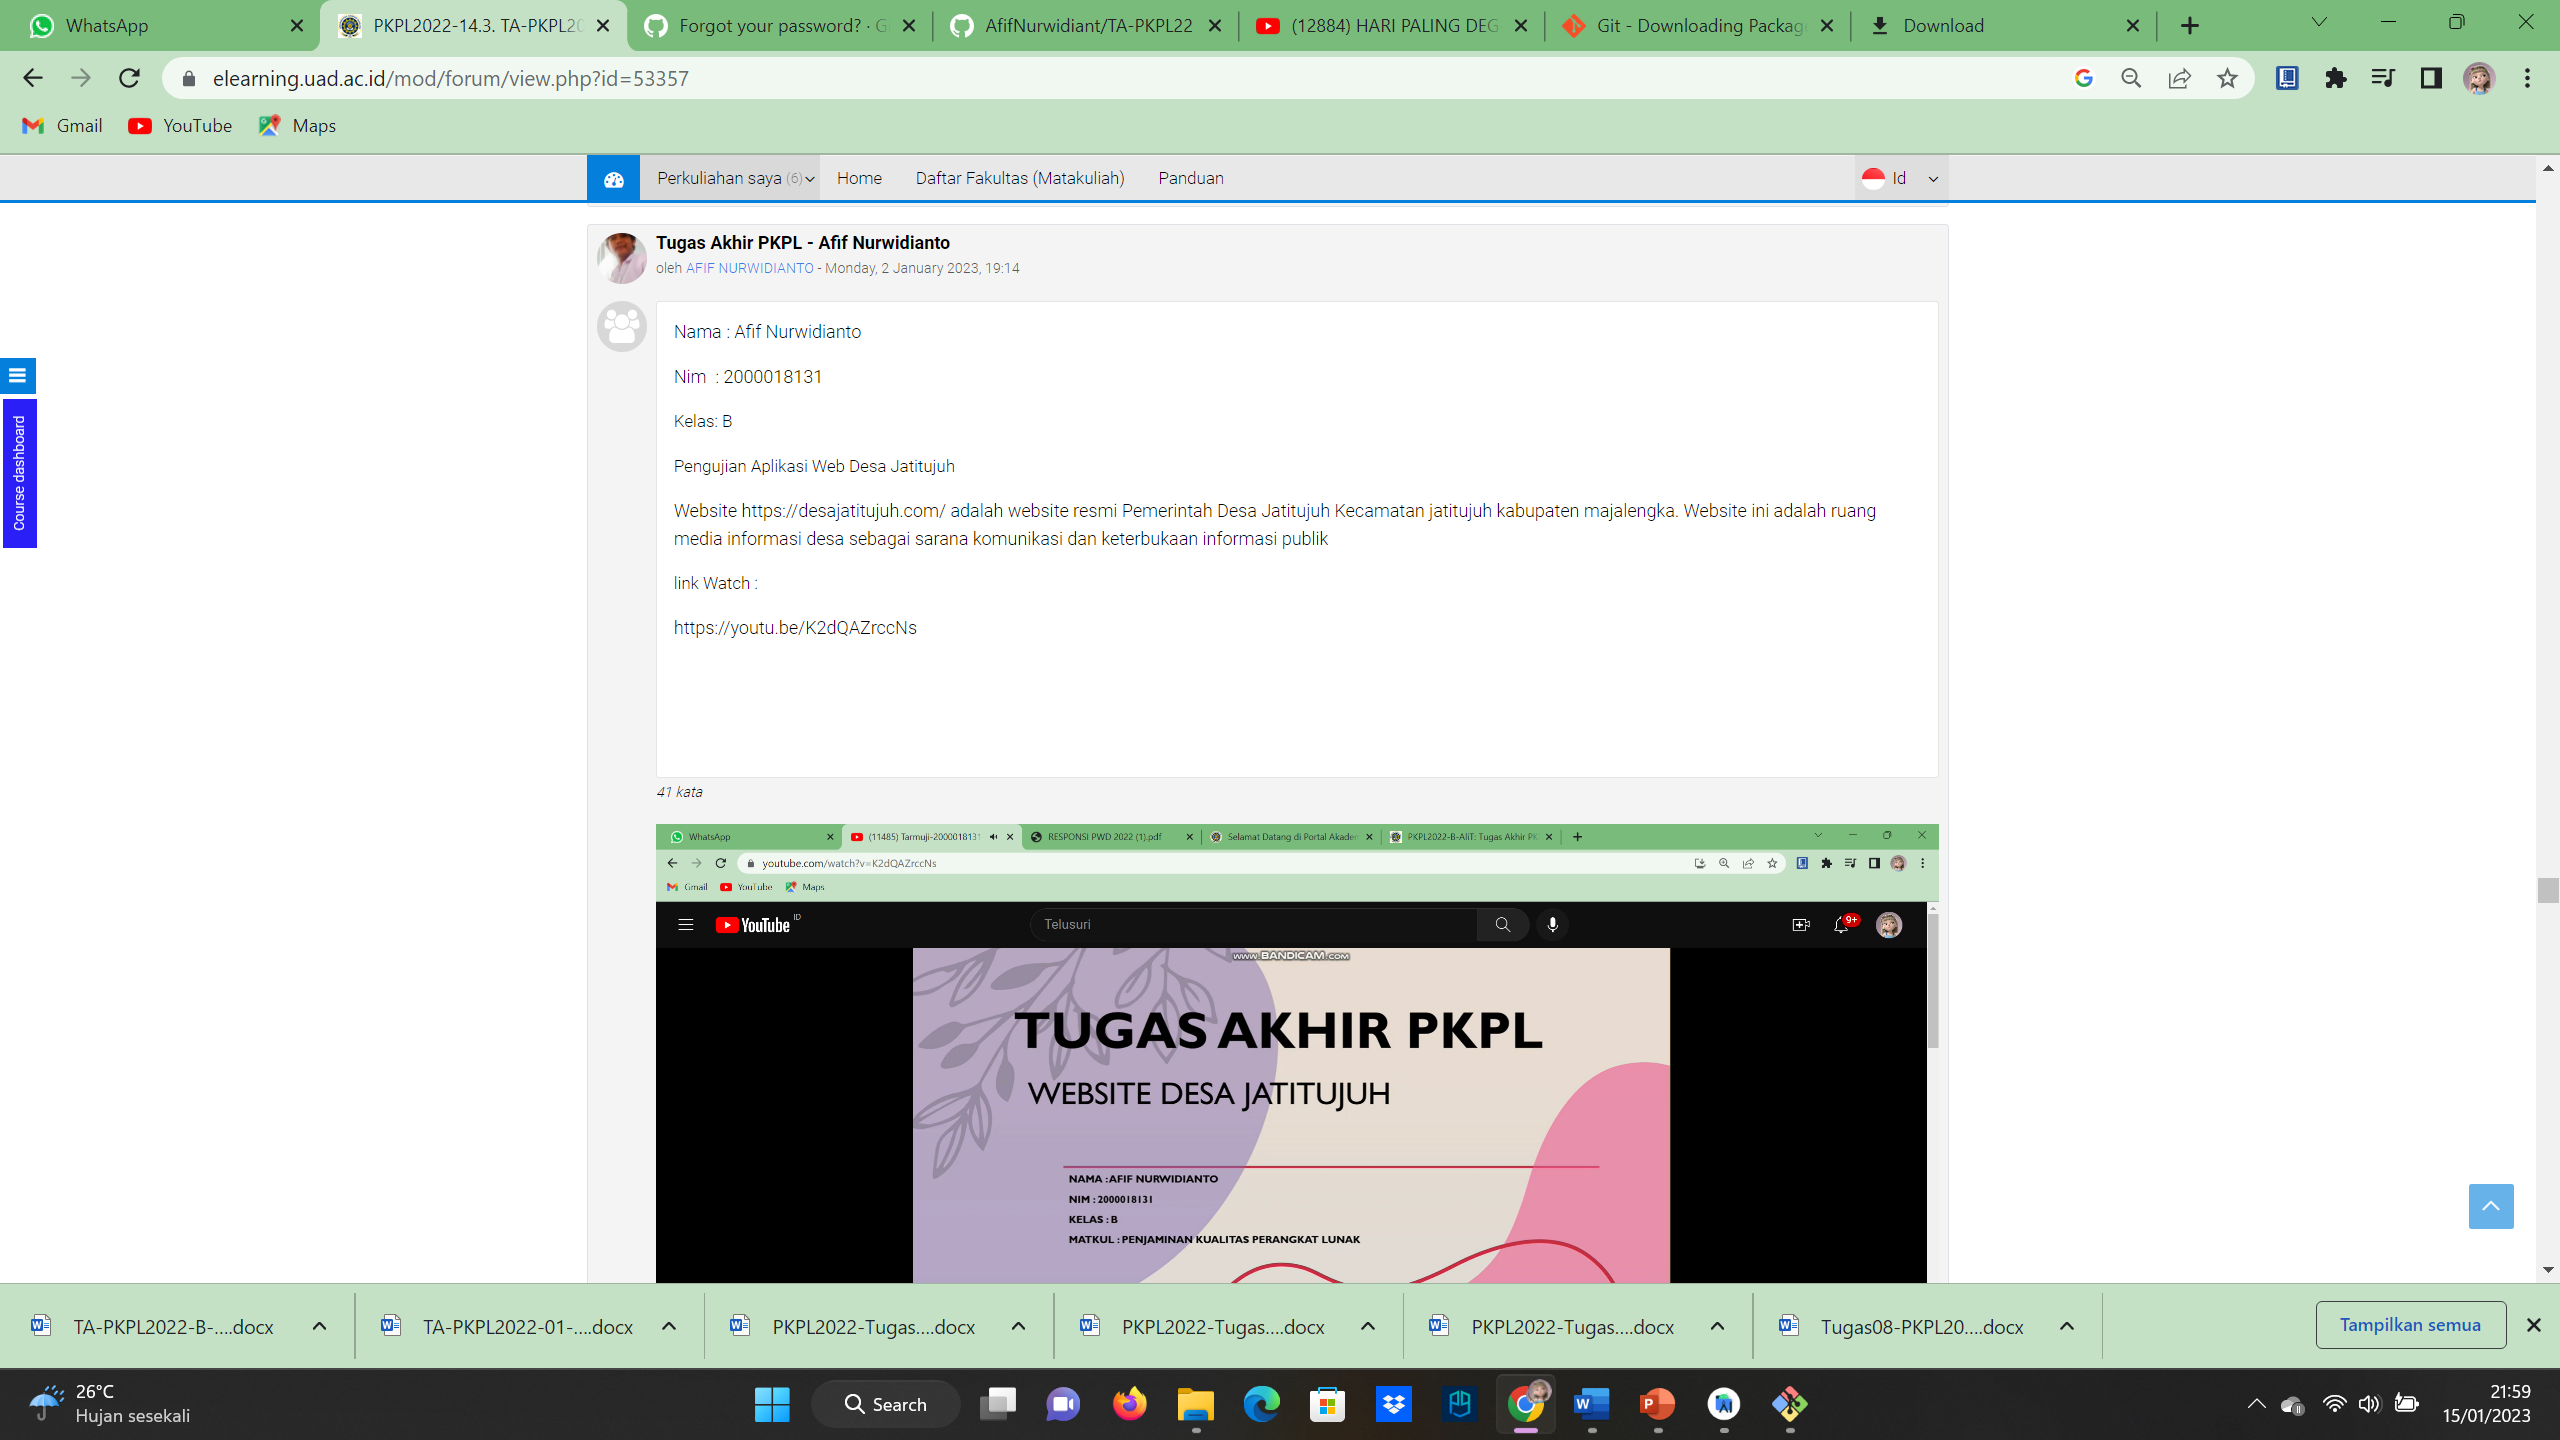 WhatsApp
PKPL2022-14.3. TA-PKPL20
Forgot your password? · G
AfifNurwidiant/TA-PKPL22
(12884) HARI PALING DEG
Git - Downloading Package
Download
elearning.uad.ac.id/mod/forum/view.php?id=53357
Gmail
YouTube
Maps
Perkuliahan saya (6)
Home
Daftar Fakultas (Matakuliah)
Panduan
Id
Course dashboard
Tugas Akhir PKPL - Afif Nurwidianto
oleh AFIF NURWIDIANTO - Monday, 2 January 2023, 19:14
Nama : Afif Nurwidianto
Nim : 2000018131
Kelas: B
Pengujian Aplikasi Web Desa Jatitujuh
Website https://desajatitujuh.com/ adalah website resmi Pemerintah Desa Jatitujuh Kecamatan jatitujuh kabupaten majalengka. Website ini adalah ruang
media informasi desa sebagai sarana komunikasi dan keterbukaan informasi publik
link Watch :
https://youtu.be/K2dQAZrccNs
41 kata
WhatsApp
(11485) Tarmuji-2000018131
RESPONSI PWD 2022 (1).pdf
Selamat Datang di Portal Akade
PKPL2022-B-AliT: Tugas Akhir PK
youtube.com/watch?v=K2dQAZrccNs
Gmail
YouTube
Maps
YouTube ID
Telusuri
9+
www.BANDICAM.com
TUGAS AKHIR PKPL
WEBSITE DESA JATITUJUH
NAMA : AFIF NURWIDIANTO
NIM : 2000018131
KELAS : B
MATKUL : PENJAMINAN KUALITAS PERANGKAT LUNAK
TA-PKPL2022-B-....docx
TA-PKPL2022-01-....docx
PKPL2022-Tugas....docx
PKPL2022-Tugas....docx
PKPL2022-Tugas....docx
Tugas08-PKPL20....docx
Tampilkan semua
26°C
Hujan sesekali
Search
21:59
15/01/2023